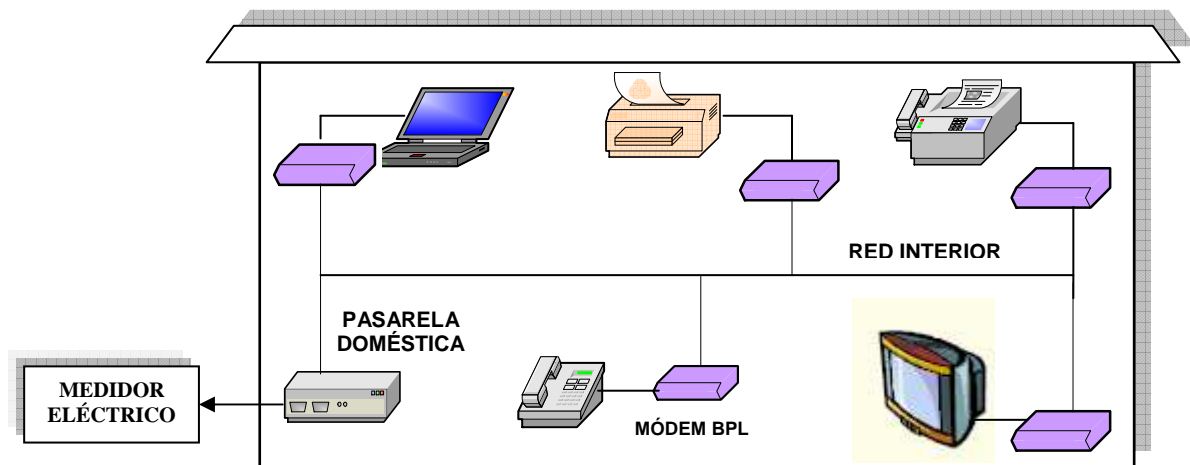 RED INTERIOR
PASARELA
DOMÉSTICA
MEDIDOR
ELÉCTRICO
MÓDEM BPL